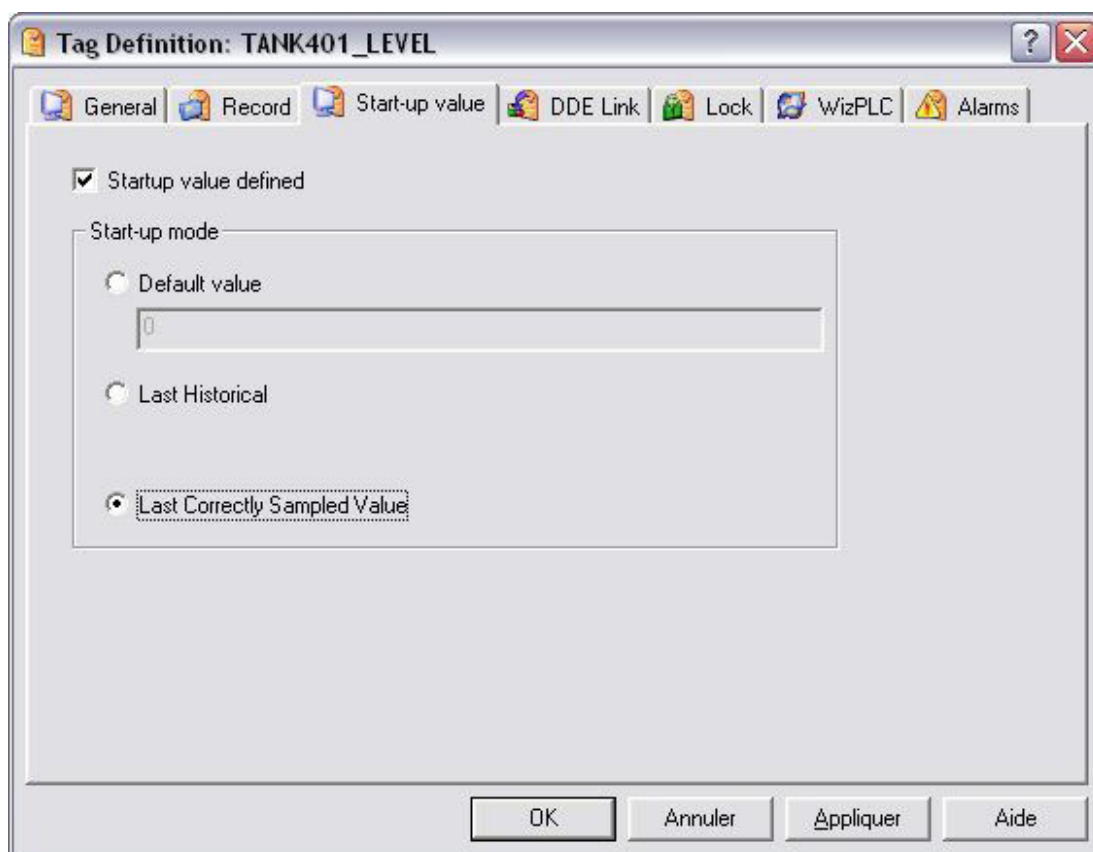 Tag Definition: TANK401_LEVEL
?
General Record Start-up value DDE Link Lock WizPLC Alarms
Startup value defined
Start-up mode
Default value
0
Last Historical
Last Correctly Sampled Value
OK Annuler Appliquer Aide